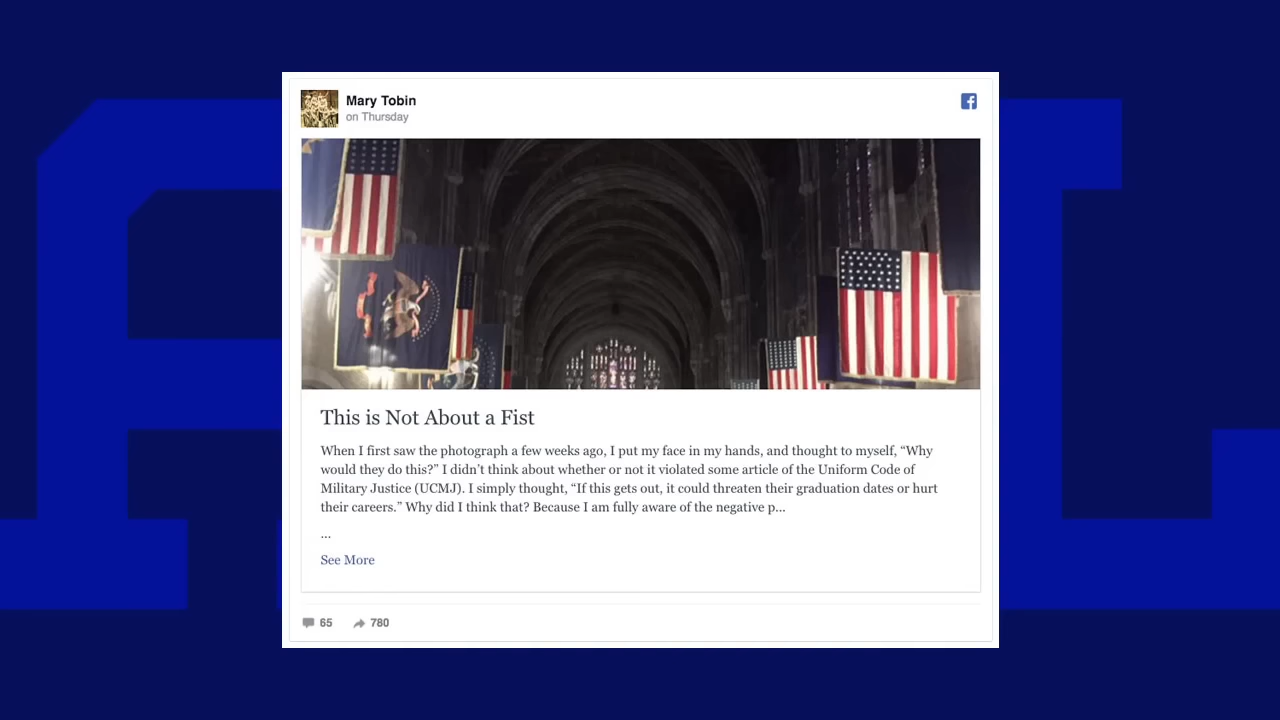 Mary Tobin
on Thursday
This is Not About a Fist
When I first saw the photograph a few weeks ago, I put my face in my hands, and thought to myself, “Why
would they do this?” I didn’t think about whether or not it violated some article of the Uniform Code of
Military Justice (UCMJ). I simply thought, “If this gets out, it could threaten their graduation dates or hurt
their careers.” Why did I think that? Because I am fully aware of the negative p...
...
See More
65 780